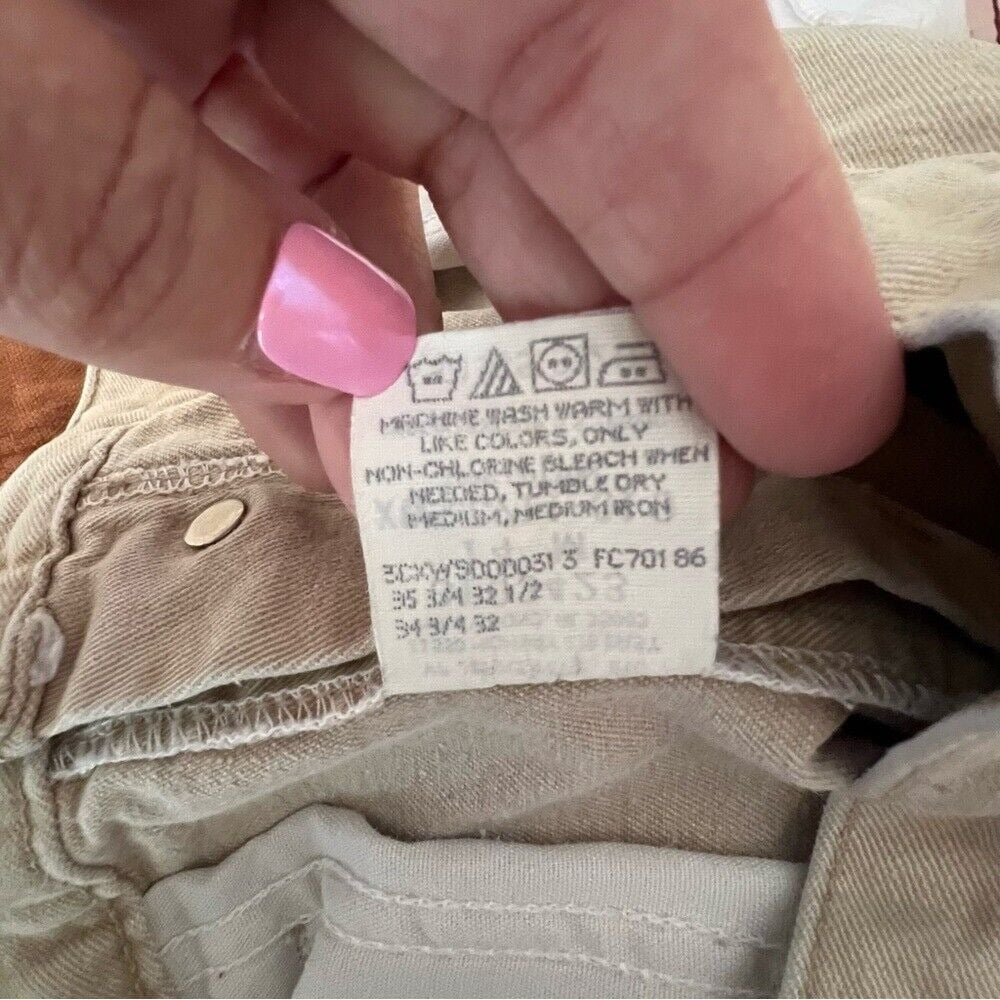 MACHINE WASH WARM WITH
LIKE COLORS, ONLY
NON-CHLORINE BLEACH WHEN
NEEDED, TUMBLE DRY
MEDIUM, MEDIUM IRON
FC70186
35 3/4 32 1/2
34 3/4 32